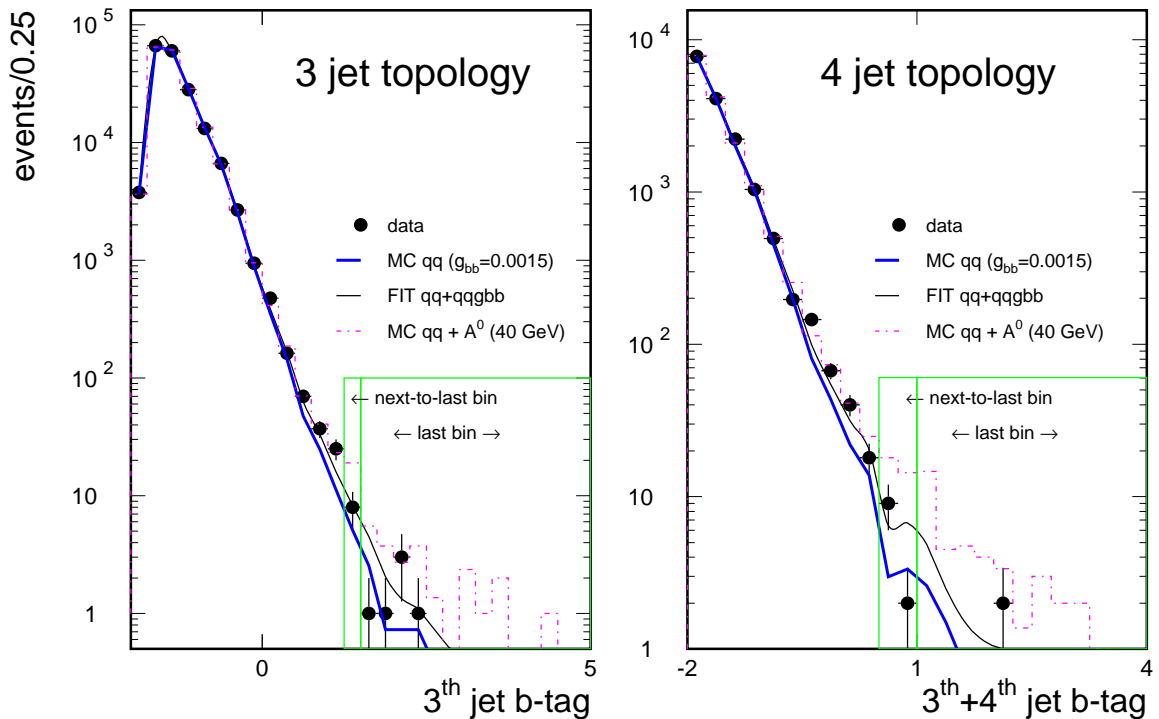 events/0.25
3 jet topology
10^5
10^4
10^3
10^2
10
1
data
MC qq (g_bb=0.0015)
FIT qq+qqgbb
MC qq + A^0 (40 GeV)
← next-to-last bin
← last bin →
0
5
3^th jet b-tag
4 jet topology
10^4
10^3
10^2
10
1
data
MC qq (g_bb=0.0015)
FIT qq+qqgbb
MC qq + A^0 (40 GeV)
← next-to-last bin
← last bin →
-2
1
4
3^th+4^th jet b-tag